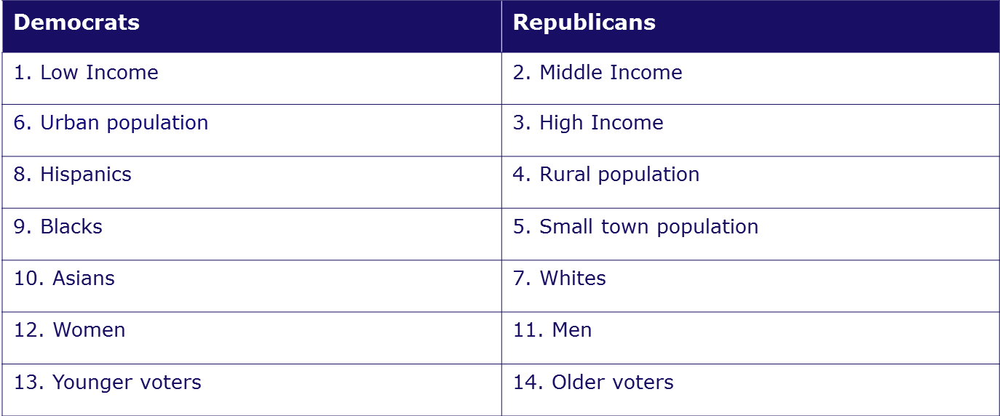 Democrats
Republicans
1. Low Income
2. Middle Income
6. Urban population
3. High Income
8. Hispanics
4. Rural population
9. Blacks
5. Small town population
10. Asians
7. Whites
12. Women
11. Men
13. Younger voters
14. Older voters